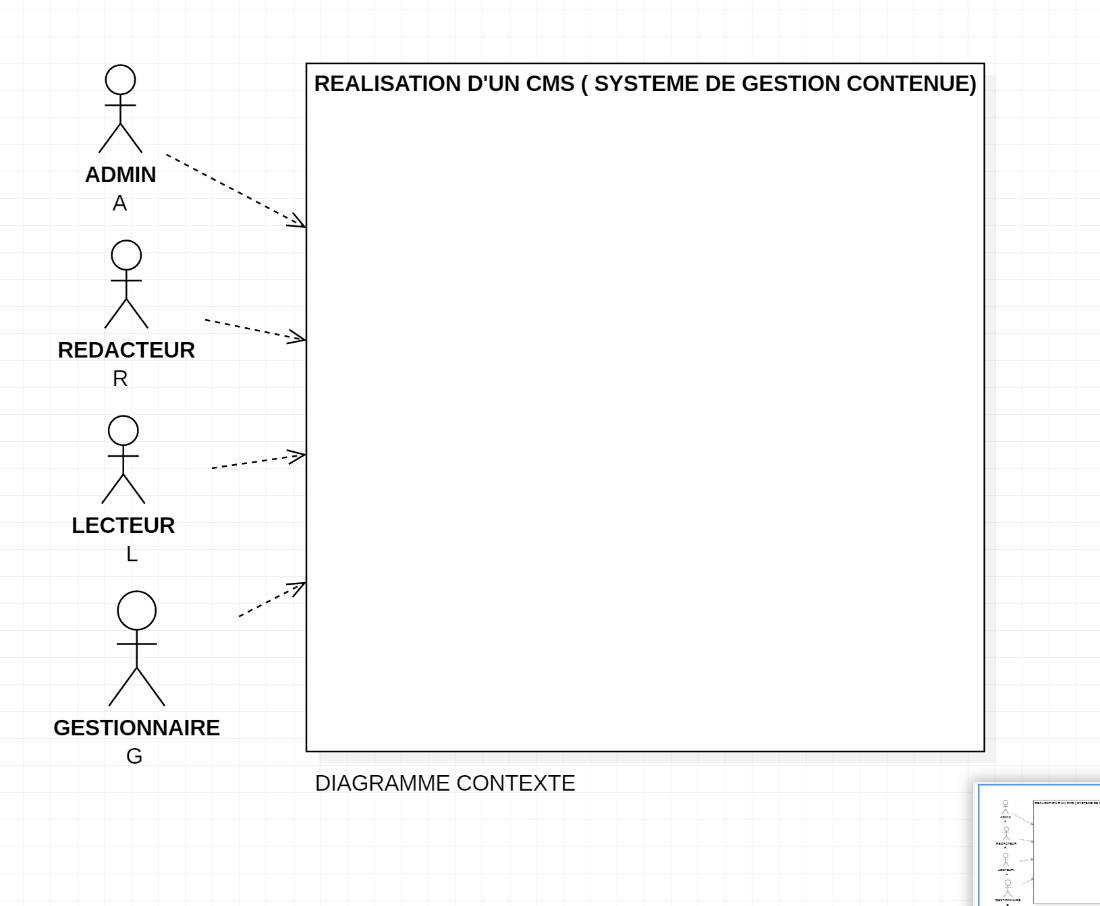 REALISATION D'UN CMS ( SYSTEME DE GESTION CONTENUE)
ADMIN
A
REDACTEUR
R
LECTEUR
L
GESTIONNAIRE
G
DIAGRAMME CONTEXTE